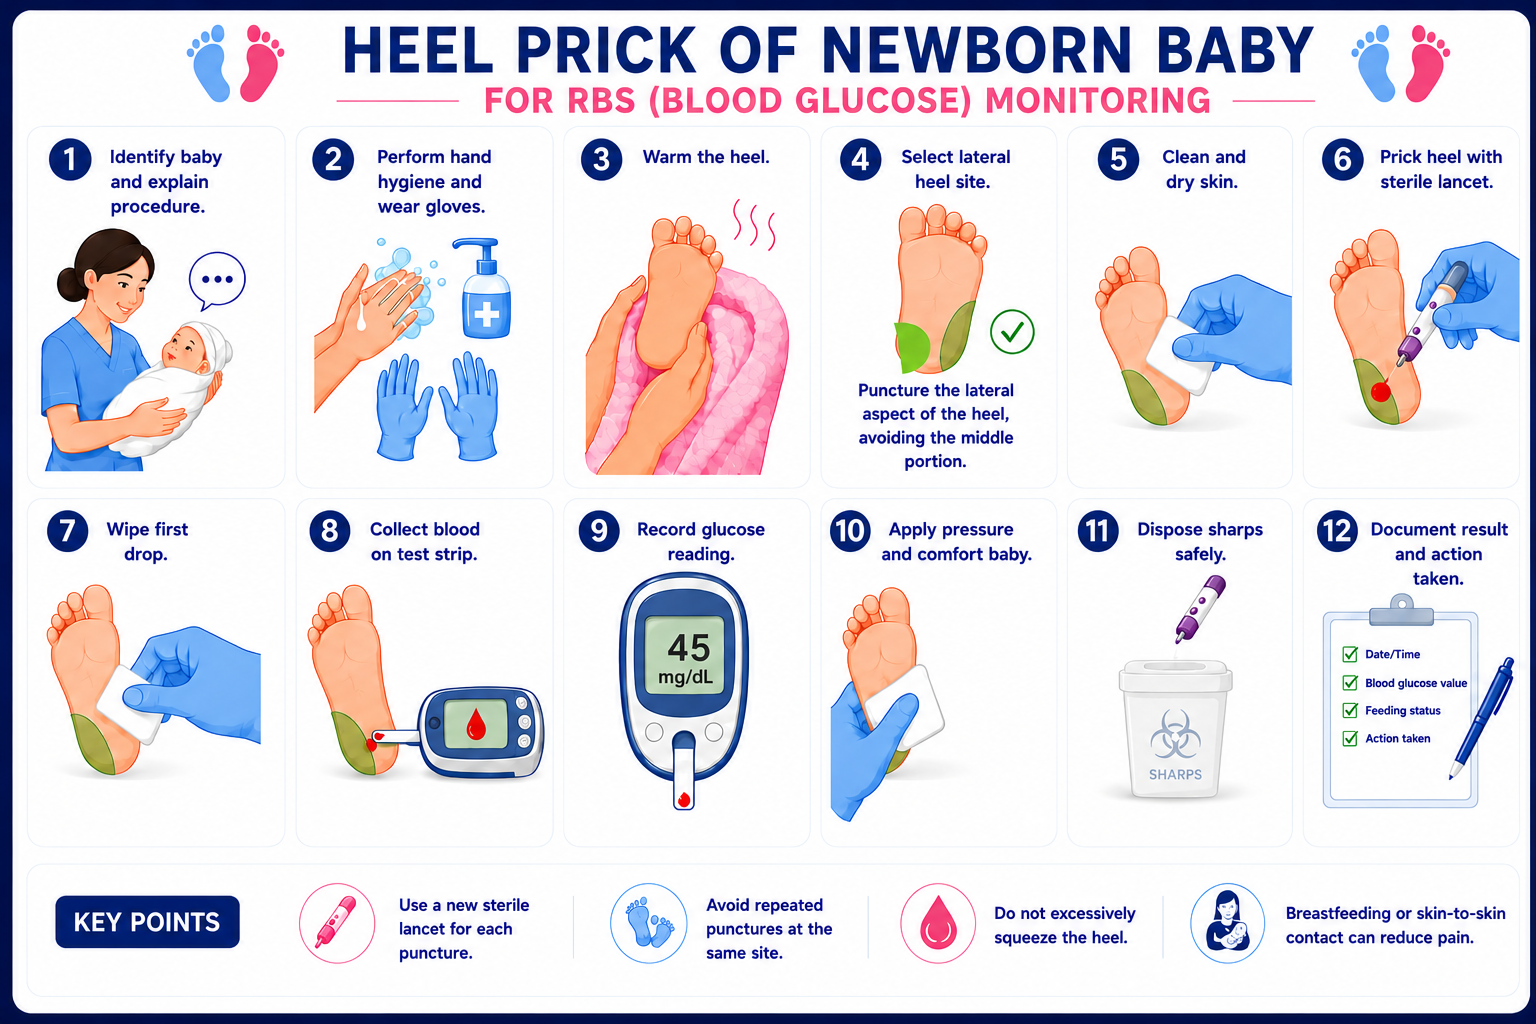 HEEL PRICK OF NEWBORN BABY
FOR RBS (BLOOD GLUCOSE) MONITORING
1
Identify baby
and explain
procedure.
2
Perform hand
hygiene and
wear gloves.
3
Warm the heel.
4
Select lateral
heel site.
Puncture the lateral
aspect of the heel,
avoiding the middle
portion.
5
Clean and
dry skin.
6
Prick heel with
sterile lancet.
7
Wipe first
drop.
8
Collect blood
on test strip.
9
Record glucose
reading.
45
mg/dL
10
Apply pressure
and comfort baby.
11
Dispose sharps
safely.
SHARPS
12
Document result
and action
taken.
Date/Time
Blood glucose value
Feeding status
Action taken
KEY POINTS
Use a new sterile
lancet for each
puncture.
Avoid repeated
punctures at the
same site.
Do not excessively
squeeze the heel.
Breastfeeding or skin-to-skin
contact can reduce pain.